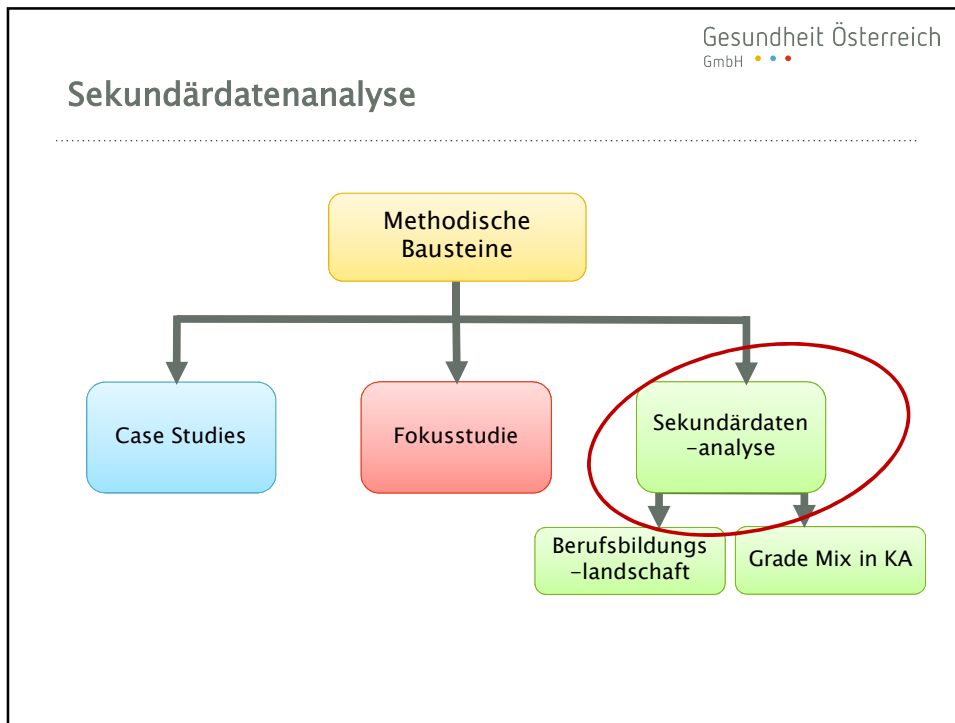 Gesundheit Österreich
GmbH
Sekundärdatenanalyse
Methodische
Bausteine
Case Studies
Fokusstudie
Sekundärdaten
-analyse
Berufsbildungs
-landschaft
Grade Mix in KA